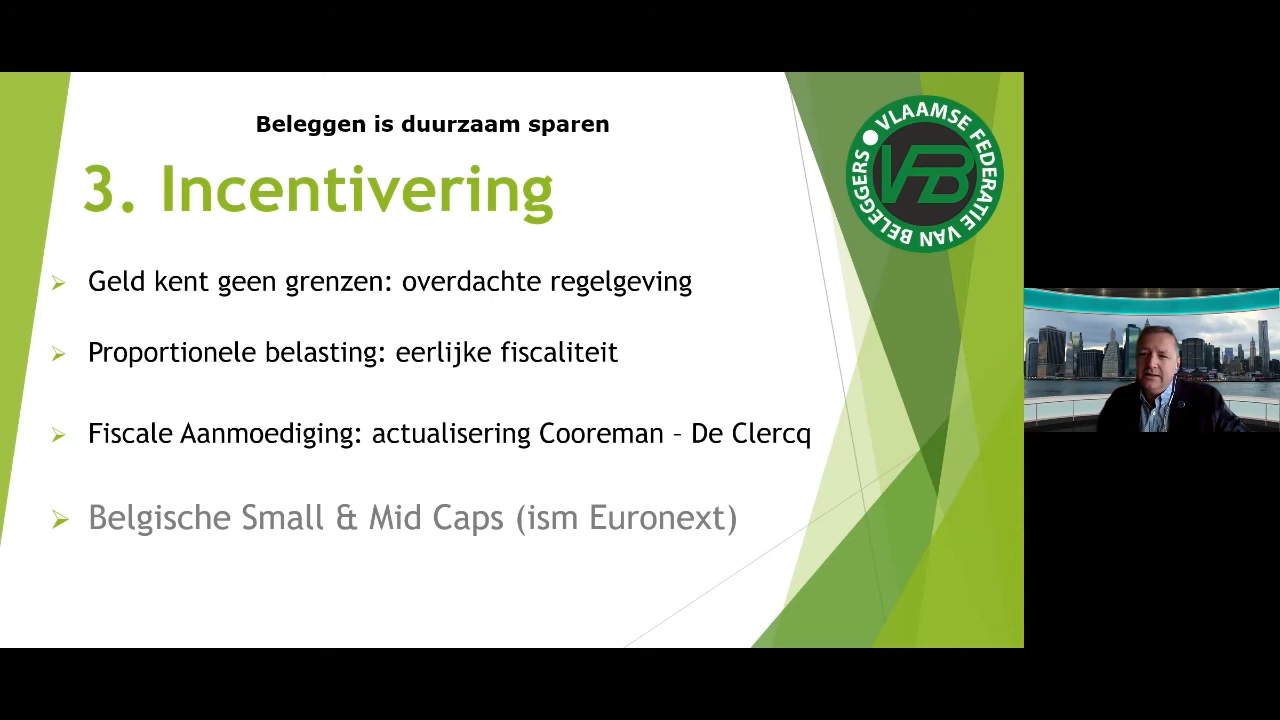 Beleggen is duurzaam sparen
3. Incentivering
Geld kent geen grenzen: overdachte regelgeving
Proportionele belasting: eerlijke fiscaliteit
Fiscale Aanmoediging: actualisering Cooreman – De Clercq
Belgische Small & Mid Caps (ism Euronext)
VLAAMSE FEDERATIE VAN BELEGGERS
VFB